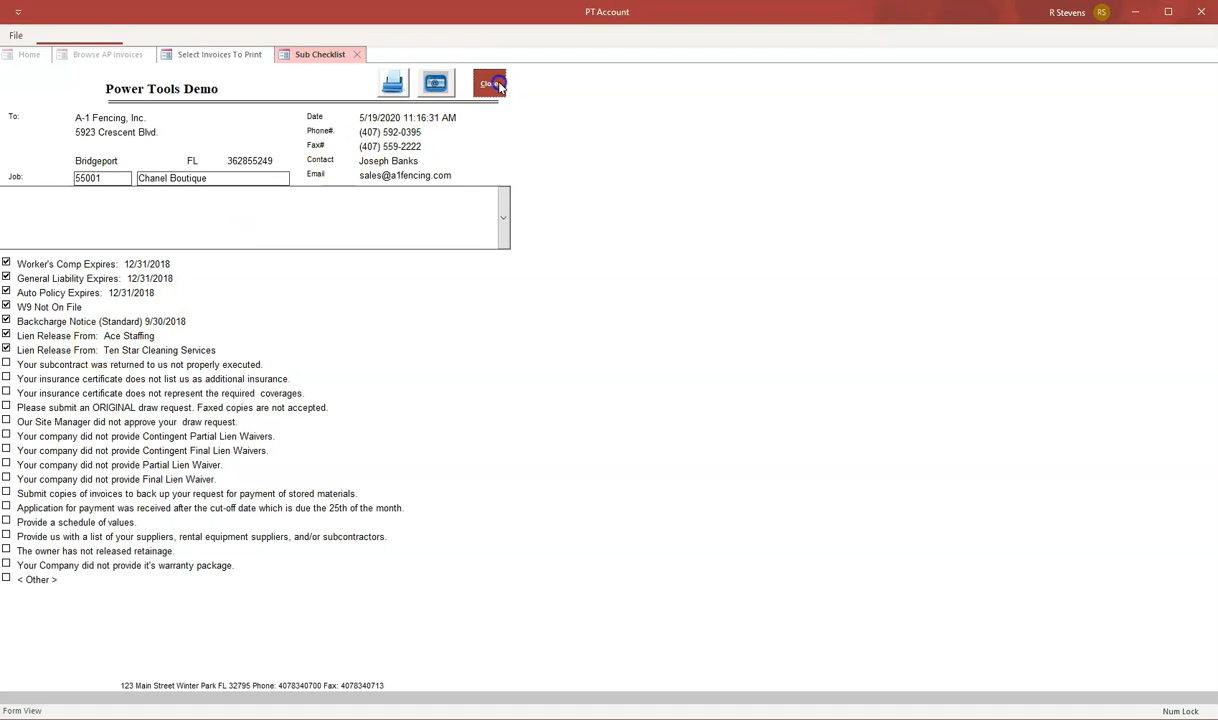 PT Account
R Stevens RS
File
Home Browse AP Invoices Select Invoices To Print Sub Checklist
Power Tools Demo
To: A-1 Fencing, Inc. Date 5/19/2020 11:16:31 AM
5923 Crescent Blvd. Phone#. (407) 592-0395
Fax# (407) 559-2222
Bridgeport FL 362855249 Contact Joseph Banks
Job: 55001 Chanel Boutique Email sales@a1fencing.com
Worker's Comp Expires: 12/31/2018
General Liability Expires: 12/31/2018
Auto Policy Expires: 12/31/2018
W9 Not On File
Backcharge Notice (Standard) 9/30/2018
Lien Release From: Ace Staffing
Lien Release From: Ten Star Cleaning Services
Your subcontract was returned to us not properly executed.
Your insurance certificate does not list us as additional insurance.
Your insurance certificate does not represent the required coverages.
Please submit an ORIGINAL draw request. Faxed copies are not accepted.
Our Site Manager did not approve your draw request.
Your company did not provide Contingent Partial Lien Waivers.
Your company did not provide Contingent Final Lien Waivers.
Your company did not provide Partial Lien Waiver.
Your company did not provide Final Lien Waiver.
Submit copies of invoices to back up your request for payment of stored materials.
Application for payment was received after the cut-off date which is due the 25th of the month.
Provide a schedule of values.
Provide us with a list of your suppliers, rental equipment suppliers, and/or subcontractors.
The owner has not released retainage.
Your Company did not provide it's warranty package.
< Other >
123 Main Street Winter Park FL 32795 Phone: 4078340700 Fax: 4078340713
Form View Num Lock